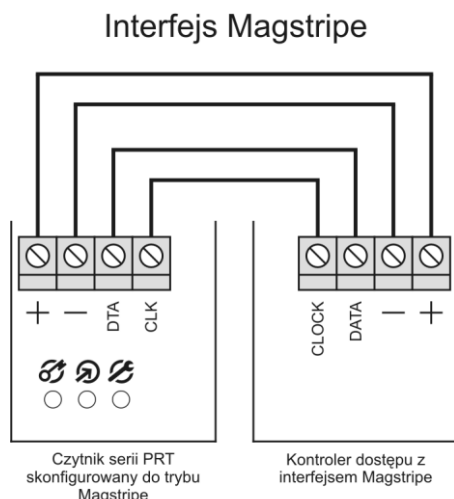 Interfejs Magstripe
+ — DTA CLK
CLOCK DATA — +
Czytnik serii PRT
skonfigurowany do trybu
Magstripe
Kontroler dostępu z
interfejsem Magstripe